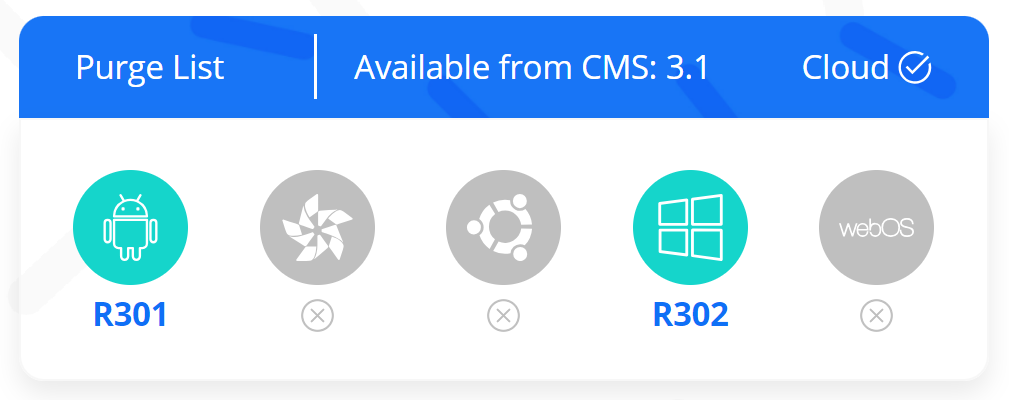 Purge List
Available from CMS: 3.1
Cloud
webOS
R301
R302